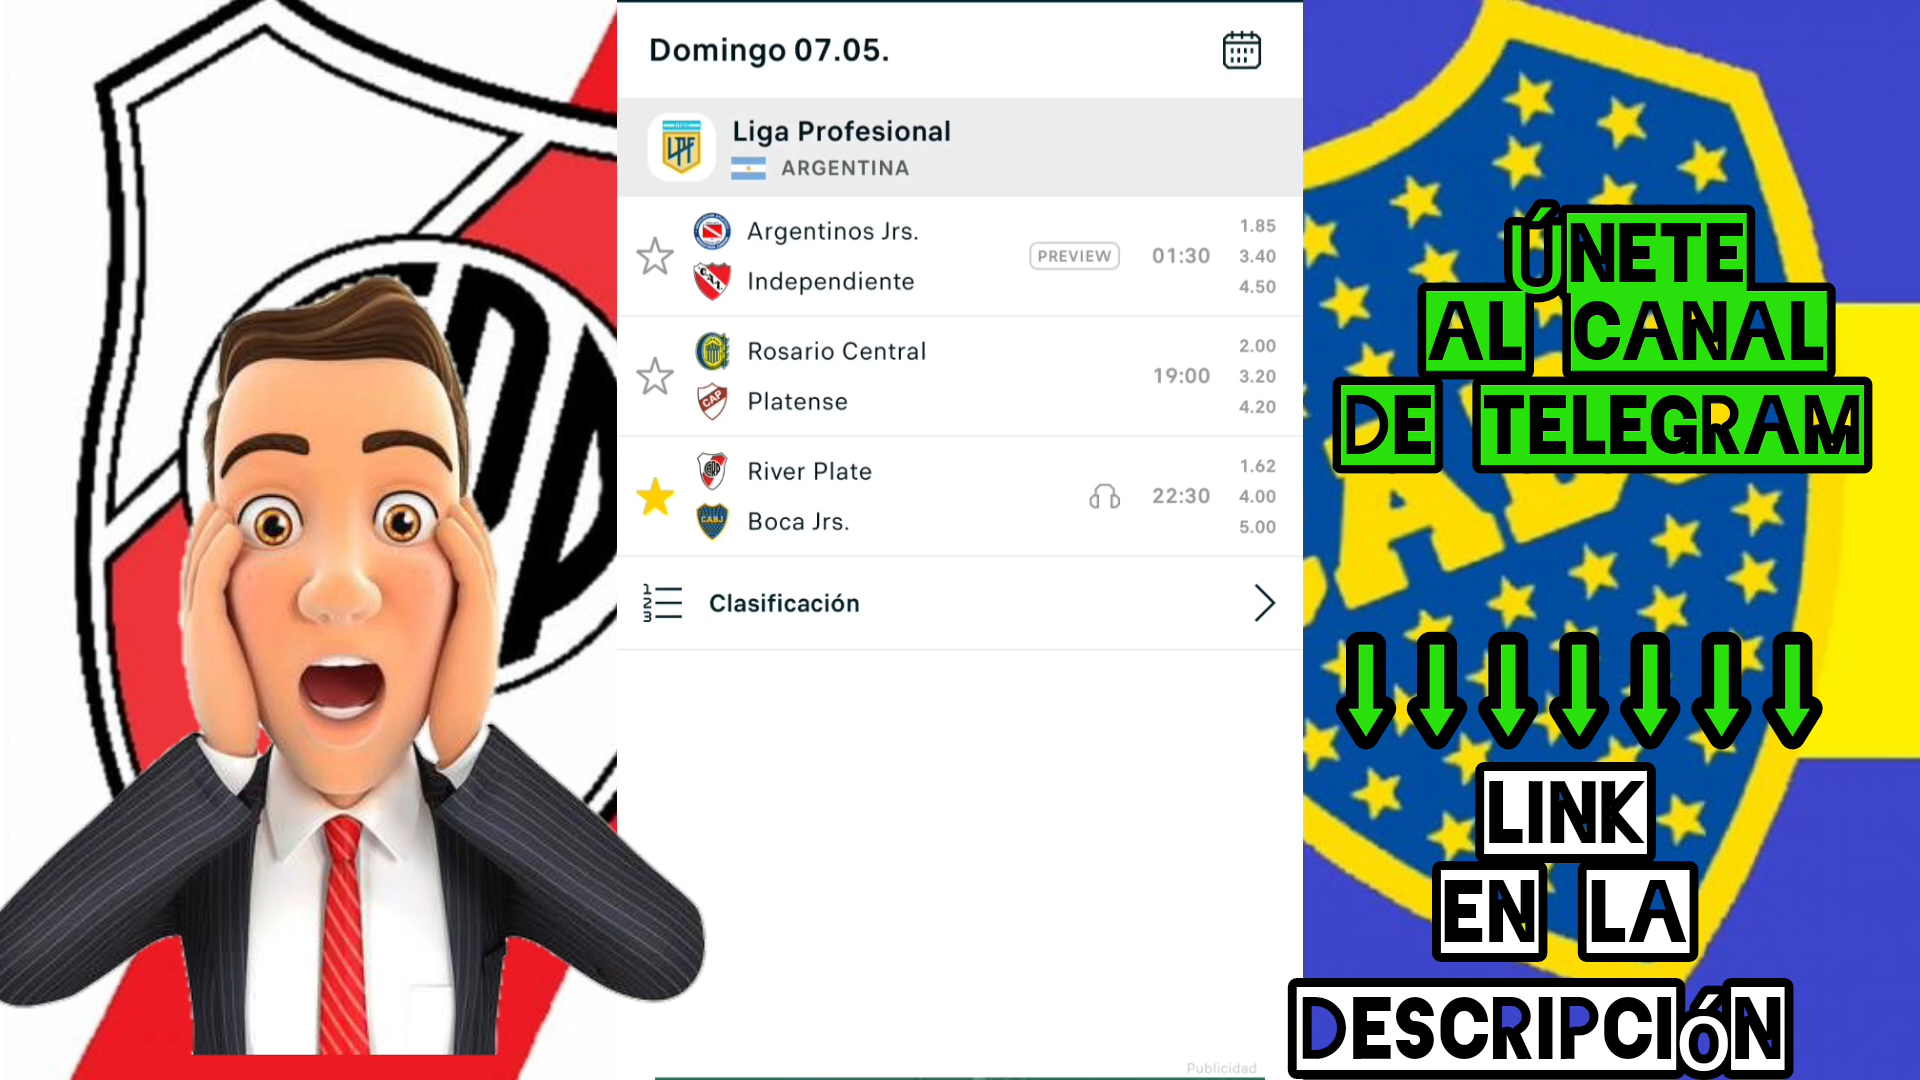 Domingo 07.05.
Liga Profesional
ARGENTINA
Argentinos Jrs.
Independiente
PREVIEW
01:30
1.85
3.40
4.50
Rosario Central
Platense
19:00
2.00
3.20
4.20
River Plate
Boca Jrs.
22:30
1.62
4.00
5.00
Clasificación
Publicidad
ÚNETE
AL CANAL
DE TELEGRAM
LINK
EN LA
DESCRIPCIóN